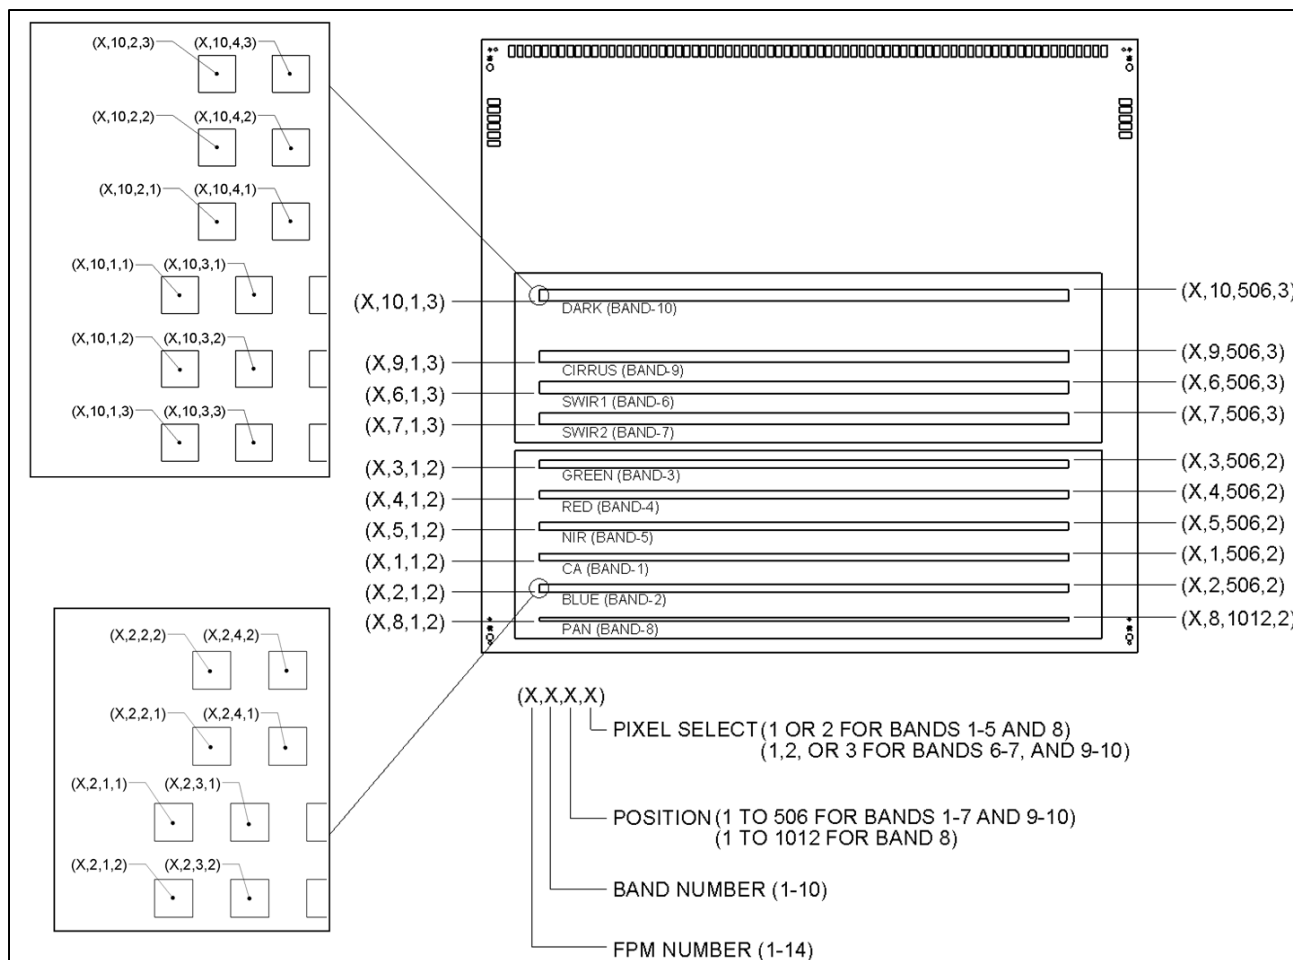 (X,10,2,3) (X,10,4,3)
(X,10,2,2) (X,10,4,2)
(X,10,2,1) (X,10,4,1)
(X,10,1,1) (X,10,3,1)
(X,10,1,2) (X,10,3,2)
(X,10,1,3) (X,10,3,3)
(X,10,1,3) DARK (BAND-10) (X,10,506,3)
(X,9,1,3) CIRRUS (BAND-9) (X,9,506,3)
(X,6,1,3) SWIR1 (BAND-6) (X,6,506,3)
(X,7,1,3) SWIR2 (BAND-7) (X,7,506,3)
(X,3,1,2) GREEN (BAND-3) (X,3,506,2)
(X,4,1,2) RED (BAND-4) (X,4,506,2)
(X,5,1,2) NIR (BAND-5) (X,5,506,2)
(X,1,1,2) CA (BAND-1) (X,1,506,2)
(X,2,1,2) BLUE (BAND-2) (X,2,506,2)
(X,8,1,2) PAN (BAND-8) (X,8,1012,2)
(X,2,2,2) (X,2,4,2)
(X,2,2,1) (X,2,4,1)
(X,2,1,1) (X,2,3,1)
(X,2,1,2) (X,2,3,2)
(X,X,X,X)
PIXEL SELECT (1 OR 2 FOR BANDS 1-5 AND 8)
(1,2, OR 3 FOR BANDS 6-7, AND 9-10)
POSITION (1 TO 506 FOR BANDS 1-7 AND 9-10)
(1 TO 1012 FOR BAND 8)
BAND NUMBER (1-10)
FPM NUMBER (1-14)